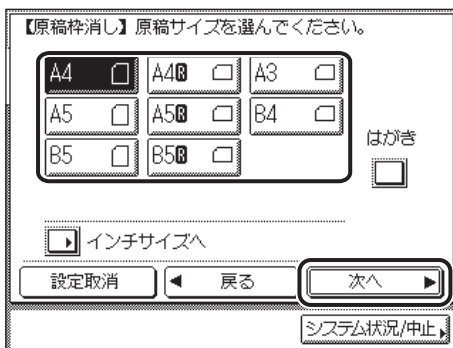 【原稿枠消し】原稿サイズを選んでください。
A4 A4R A3
A5 A5R B4
B5 B5R
はがき
インチサイズへ
設定取消 戻る 次へ
システム状況/中止